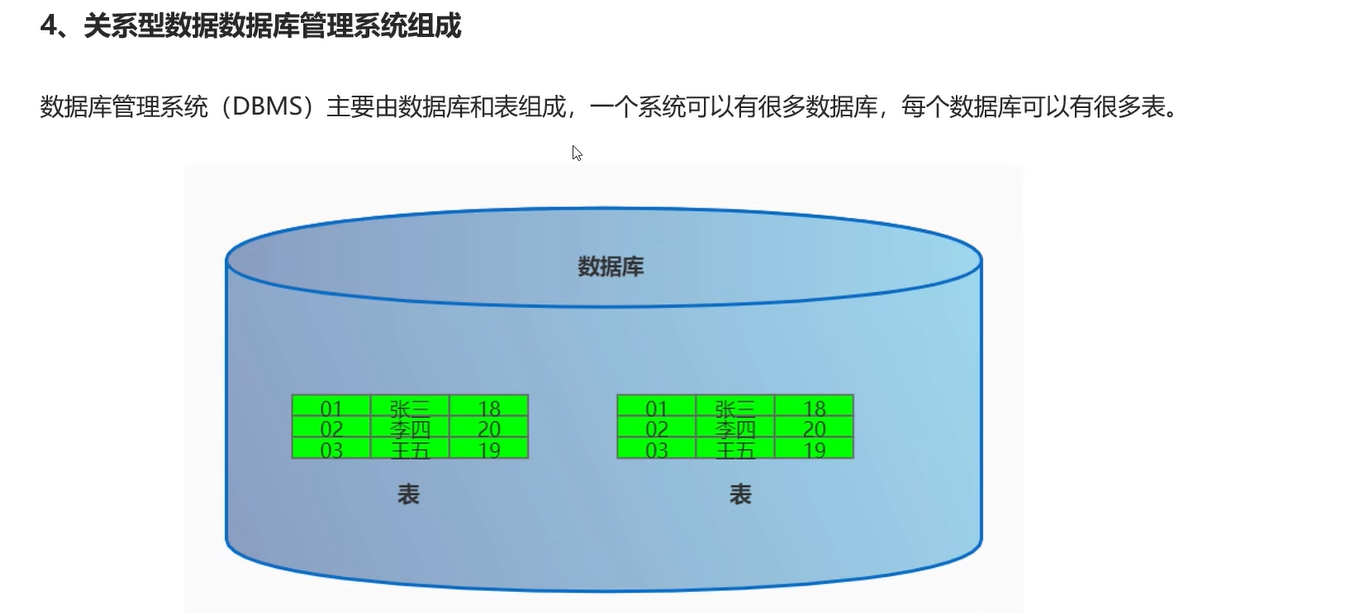 4、关系型数据数据库管理系统组成
数据库管理系统（DBMS）主要由数据库和表组成，一个系统可以有很多数据库，每个数据库可以有很多表。
数据库
01 张三 18
02 李四 20
03 王五 19
表
01 张三 18
02 李四 20
03 王五 19
表